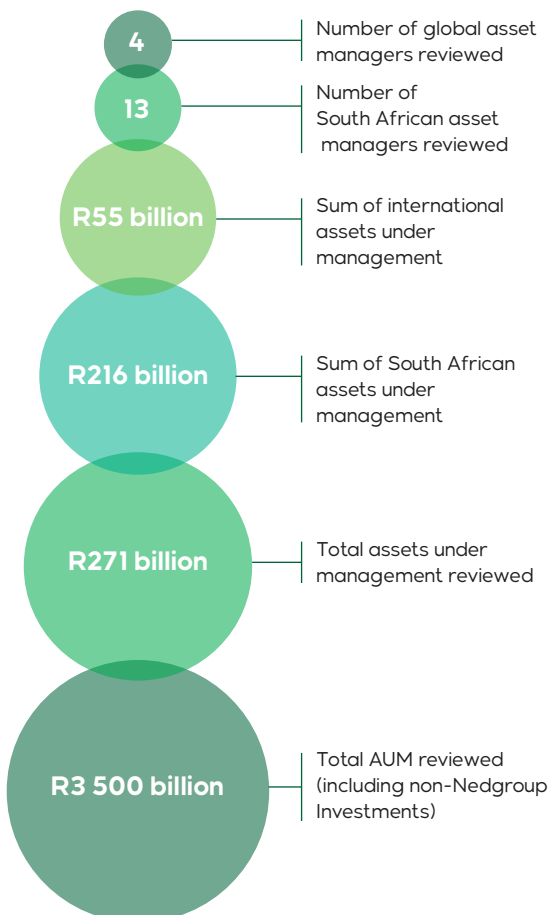 4
Number of global asset
managers reviewed
13
Number of
South African asset
managers reviewed
R55 billion
Sum of international
assets under
management
R216 billion
Sum of South African
assets under
management
R271 billion
Total assets under
management reviewed
R3 500 billion
Total AUM reviewed
(including non-Nedgroup
Investments)